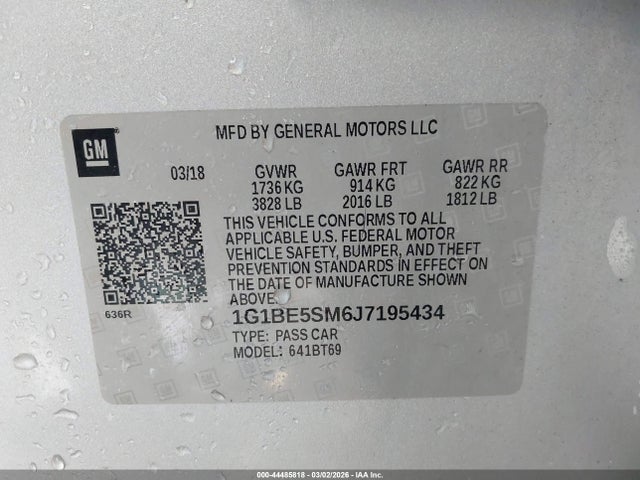 GM
MFD BY GENERAL MOTORS LLC
03/18 GVWR GAWR FRT GAWR RR
1736 KG 914 KG 822 KG
3828 LB 2016 LB 1812 LB
THIS VEHICLE CONFORMS TO ALL
APPLICABLE U.S. FEDERAL MOTOR
VEHICLE SAFETY, BUMPER, AND THEFT
PREVENTION STANDARDS IN EFFECT ON
THE DATE OF MANUFACTURE SHOWN
ABOVE.
636R
1G1BE5SM6J7195434
TYPE: PASS CAR
MODEL: 641BT69
000-44485818 - 03/02/2026 - IAA Inc.